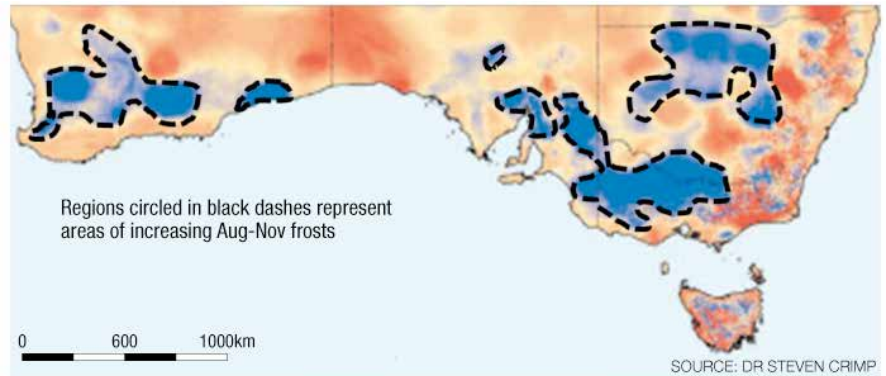 Regions circled in black dashes represent
areas of increasing Aug-Nov frosts
0 600 1000km
SOURCE: DR STEVEN CRIMP